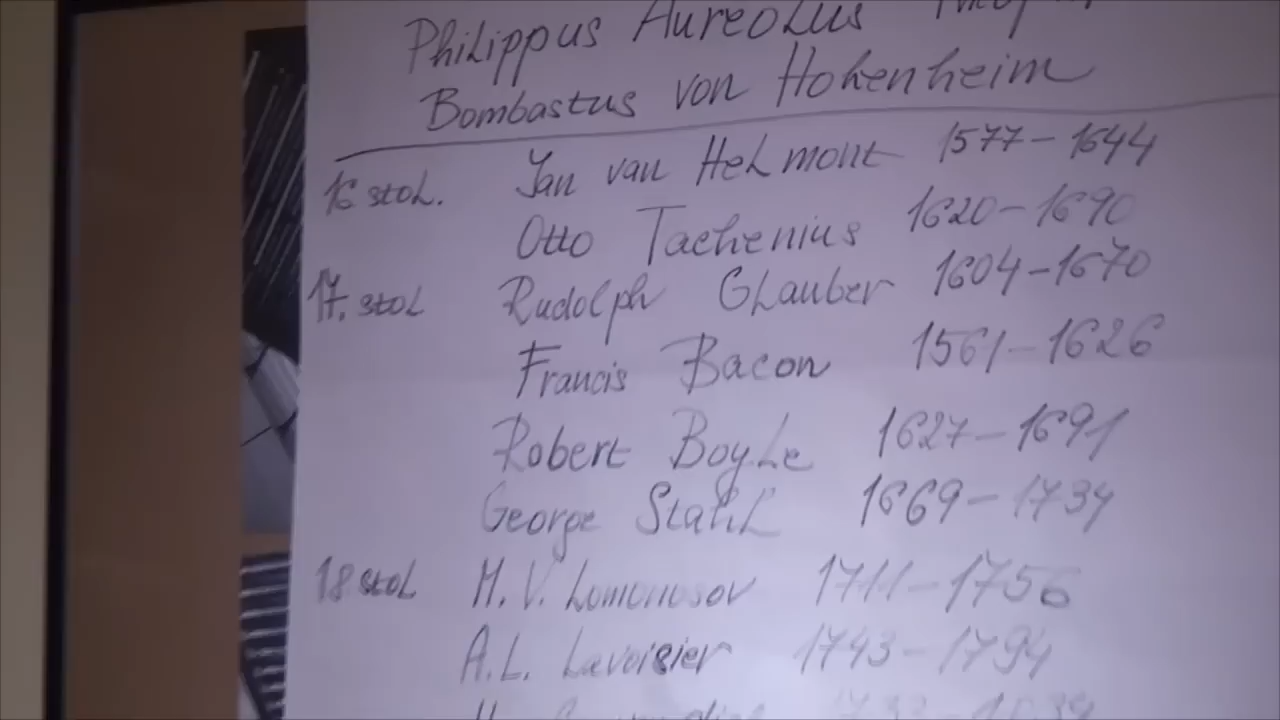 Philippus Aureolus
Bombastus von Hohenheim
16 stol. Jan van Helmont 1577-1644
Otto Tachenius 1620-1690
17. stol Rudolph Glauber 1604-1670
Francis Bacon 1561-1626
Robert Boyle 1627-1691
George Stahl 1669-1734
18 stol M.V. Lomonosov 1711-1756
A.L. Lavoisier 1743-1794